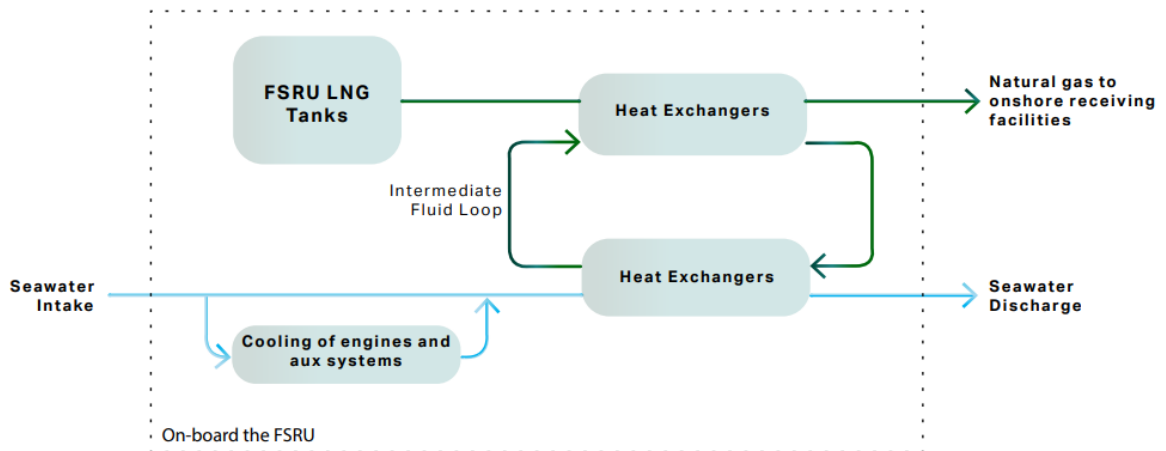 FSRU LNG
Tanks
Heat Exchangers
Natural gas to
onshore receiving
facilities
Intermediate
Fluid Loop
Heat Exchangers
Seawater
Intake
Seawater
Discharge
Cooling of engines and
aux systems
On-board the FSRU